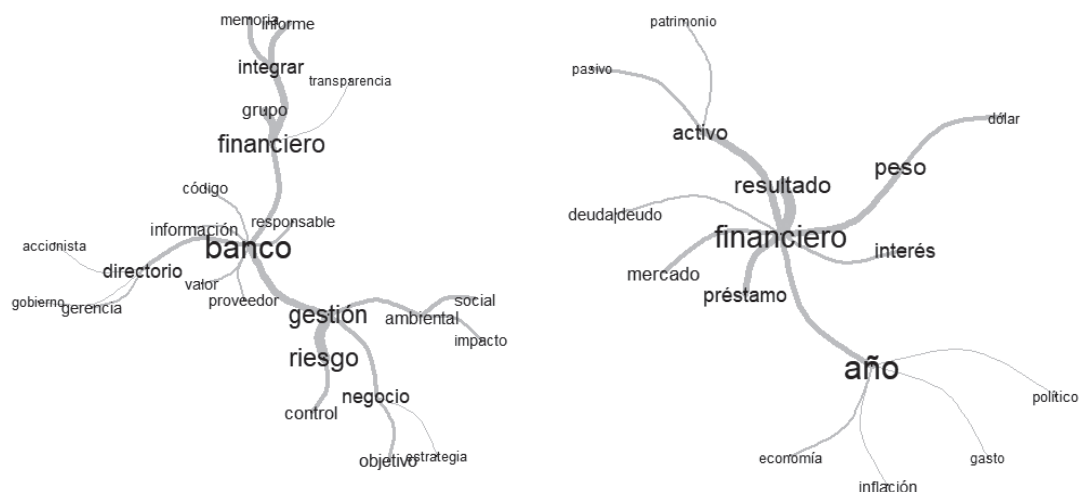 memoria informe
integrar
transparencia
grupo
financiero
código
responsable
información
banco
accionista
directorio
valor
gobierno
gerencia
proveedor
social
gestión
ambiental
impacto
riesgo
negocio
control
objetivo estrategia
patrimonio
pasivo
dólar
activo
peso
resultado
deuda|deudo
financiero
interés
mercado
préstamo
año
político
economía
gasto
inflación